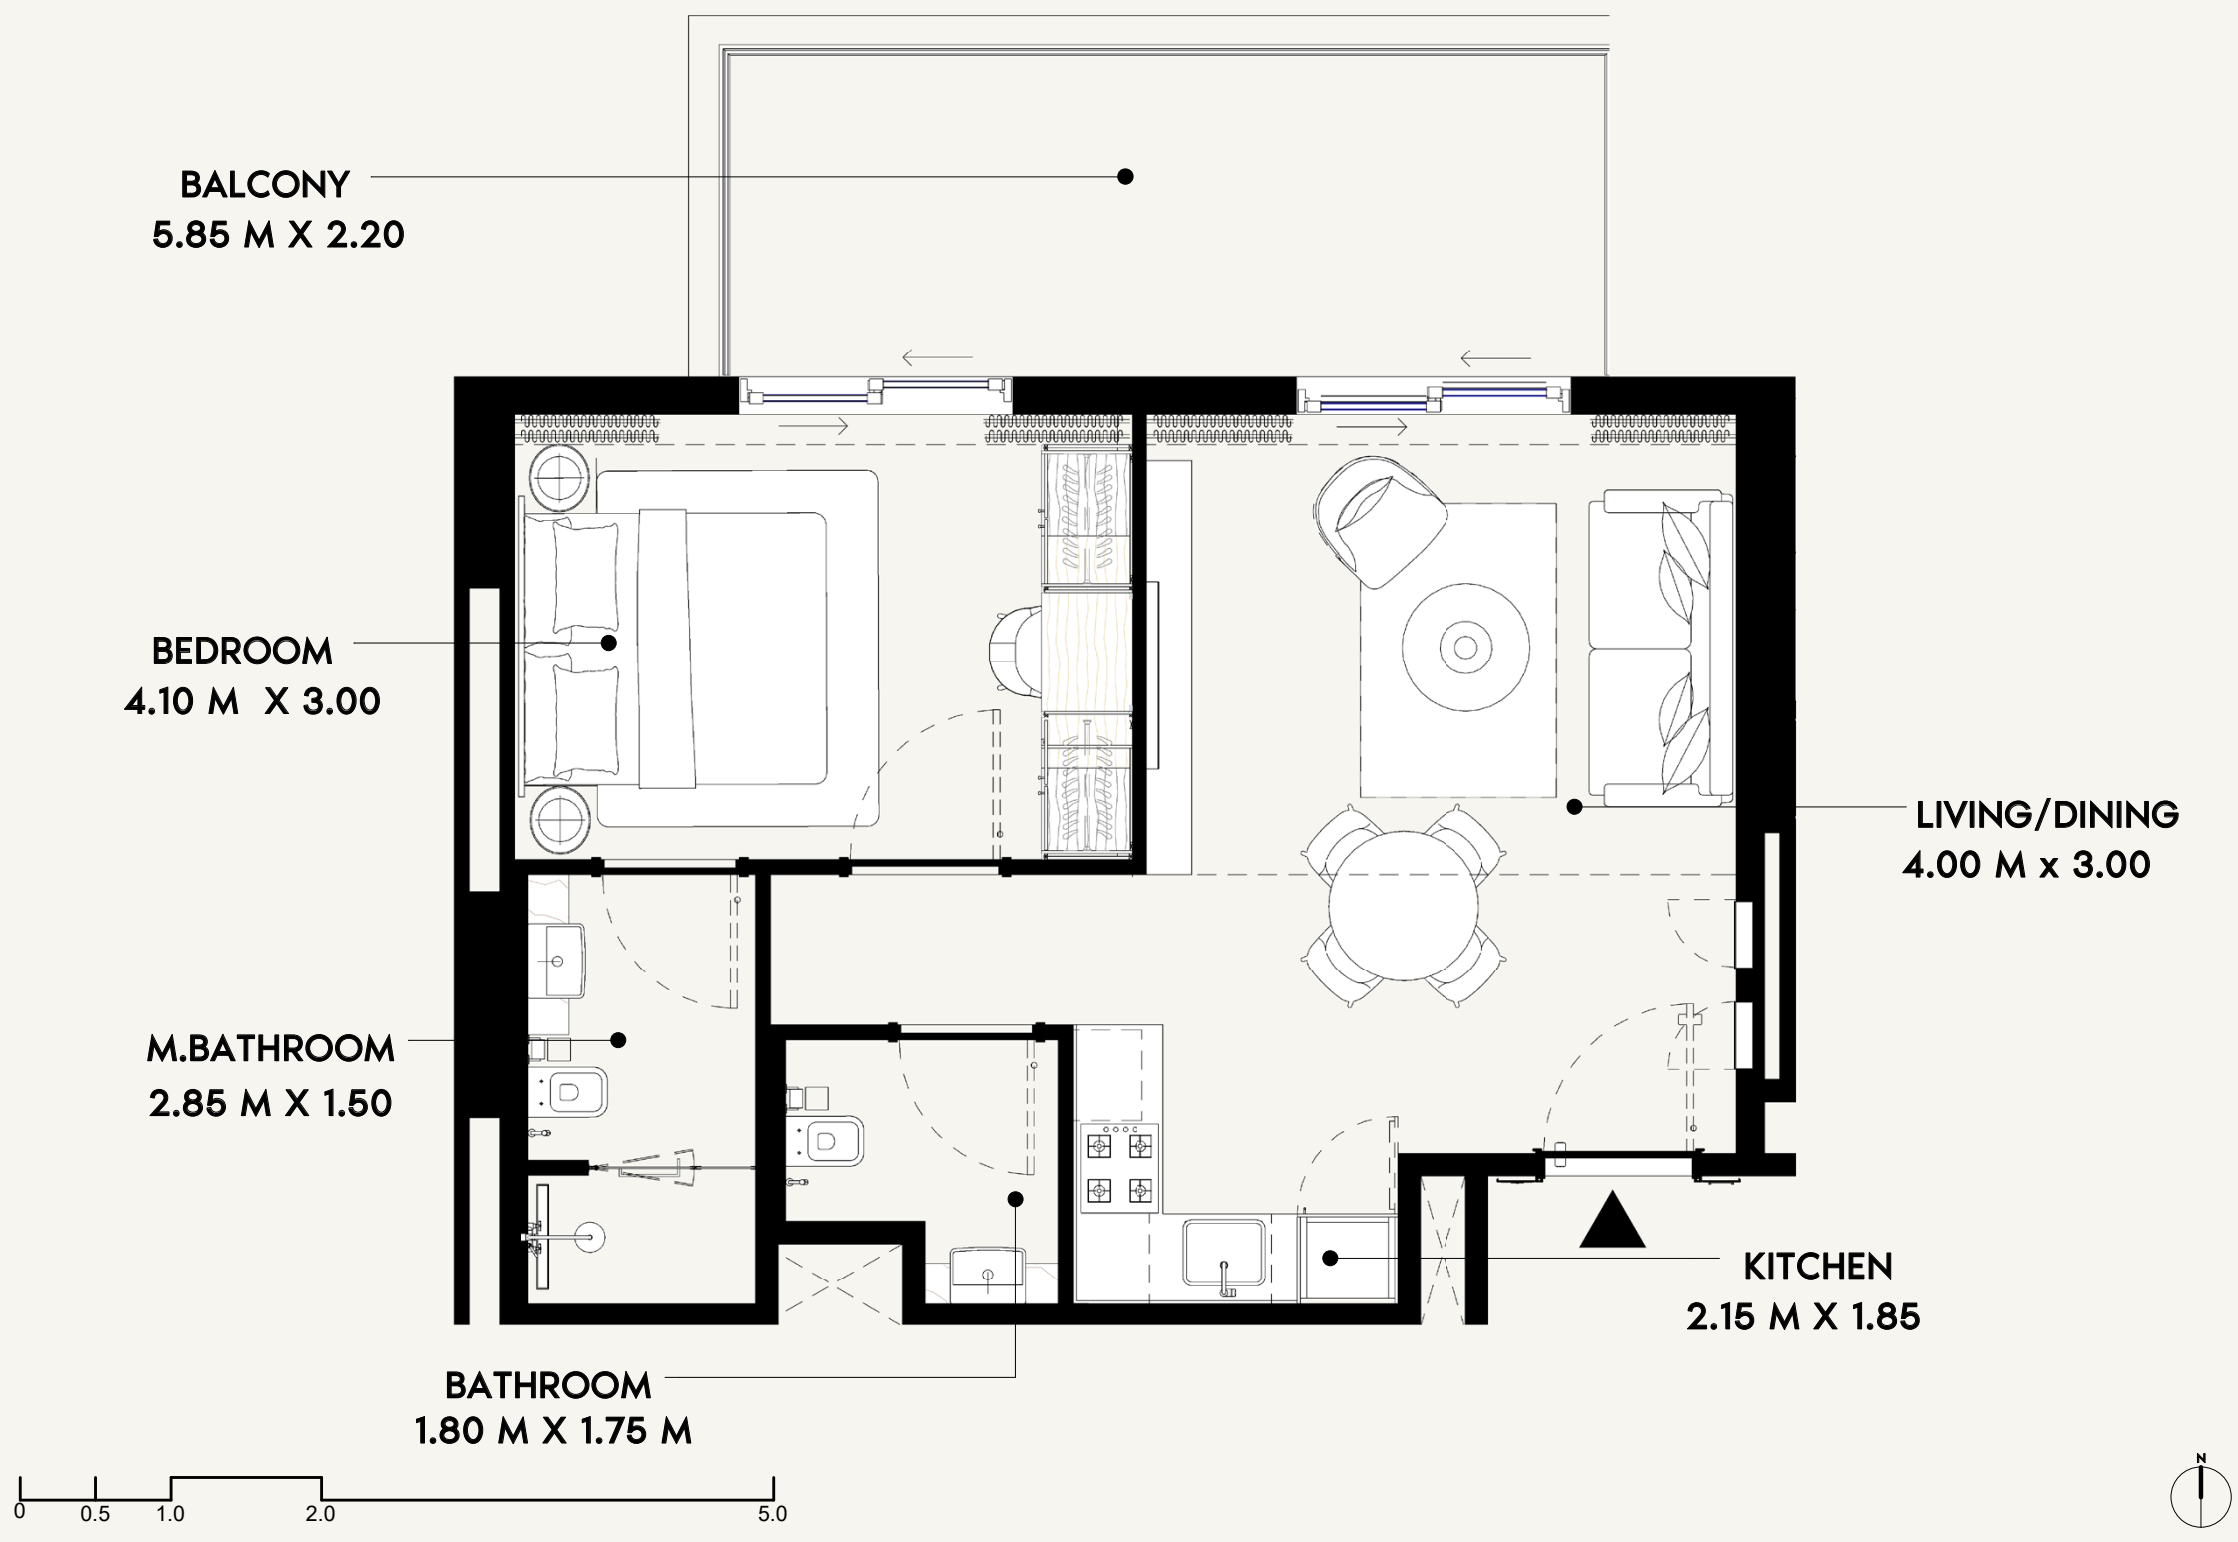 BALCONY
5.85 M X 2.20
BEDROOM
4.10 M X 3.00
LIVING/DINING
4.00 M x 3.00
M.BATHROOM
2.85 M X 1.50
KITCHEN
2.15 M X 1.85
BATHROOM
1.80 M X 1.75 M
0 0.5 1.0 2.0 5.0
N